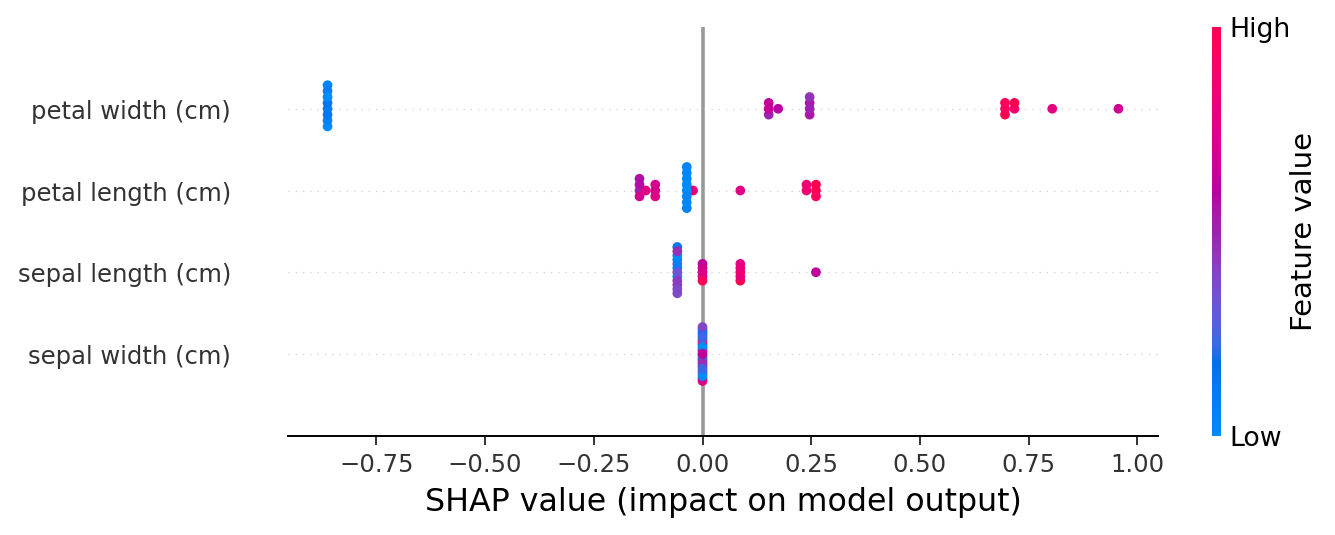 High
petal width (cm)
petal length (cm)
sepal length (cm)
sepal width (cm)
Feature value
Low
−0.75 −0.50 −0.25 0.00 0.25 0.50 0.75 1.00
SHAP value (impact on model output)